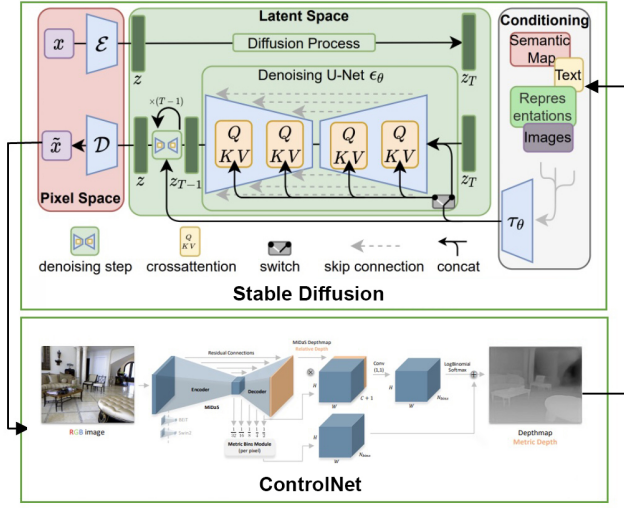 Latent Space
Conditioning
x
ℰ
Diffusion Process
Semantic
Map
z
z_T
Text
Denoising U-Net ϵ_θ
Repres
entations
×(T−1)
Images
Q
KV
Q
KV
Q
KV
Q
KV
x̃
𝒟
z
z_{T−1}
z_T
Pixel Space
τ_θ
Q
KV
denoising step
crossattention
switch
skip connection
concat
Stable Diffusion
MiDaS Depthmap
Relative Depth
Residual Connections
Conv
(1,1)
LogBinomial
Softmax
Encoder
Decoder
MiDaS
H
W
C + 1
H
W
N_bins
Metric Bins Module
(per pixel)
H
W
N_bins
RGB image
Depthmap
Metric Depth
ControlNet